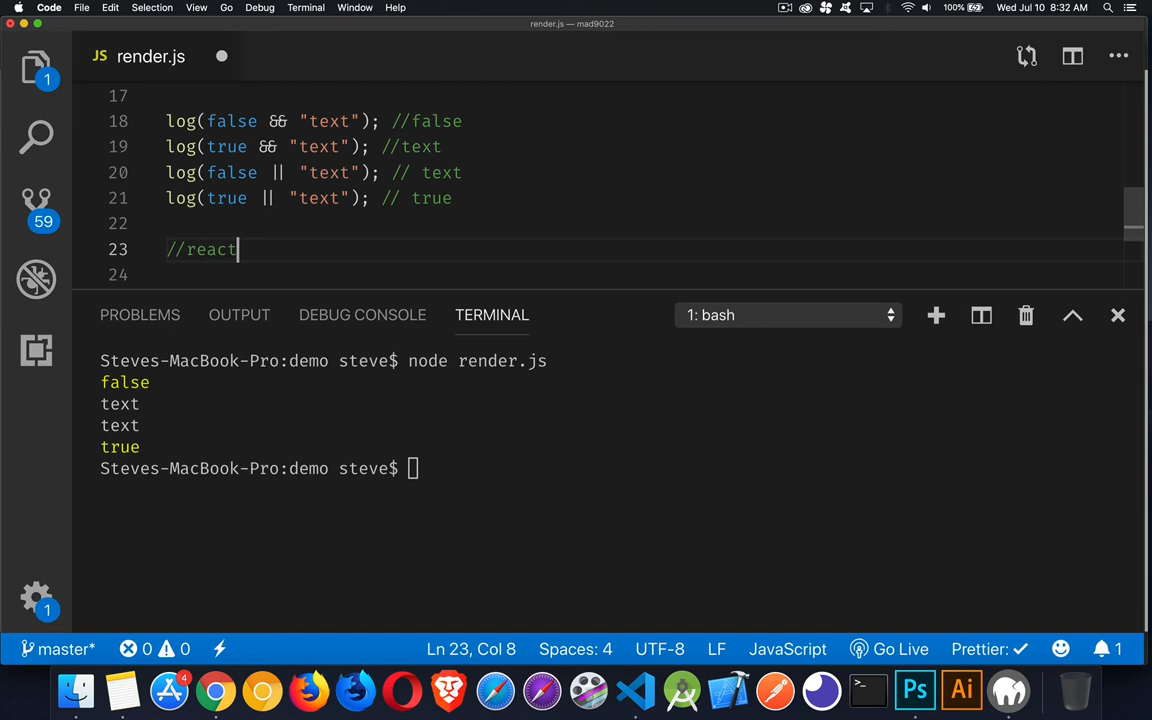 Code File Edit Selection View Go Debug Terminal Window Help 100% Wed Jul 10 8:32 AM
render.js — mad9022
JS render.js
1
59
1
17
18 log(false && "text"); //false
19 log(true && "text"); //text
20 log(false || "text"); // text
21 log(true || "text"); // true
22
23 //react
24
PROBLEMS OUTPUT DEBUG CONSOLE TERMINAL 1: bash
Steves-MacBook-Pro:demo steve$ node render.js
false
text
text
true
Steves-MacBook-Pro:demo steve$
master* 0 0 Ln 23, Col 8 Spaces: 4 UTF-8 LF JavaScript Go Live Prettier: 1
4
>_ Ps Ai